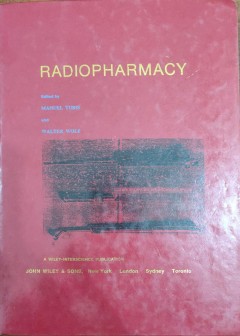 RADIOPHARMACY
Edited by
MANUEL TUBIS
and
WALTER WOLF
A WILEY-INTERSCIENCE PUBLICATION
JOHN WILEY & SONS, New York London Sydney Toronto